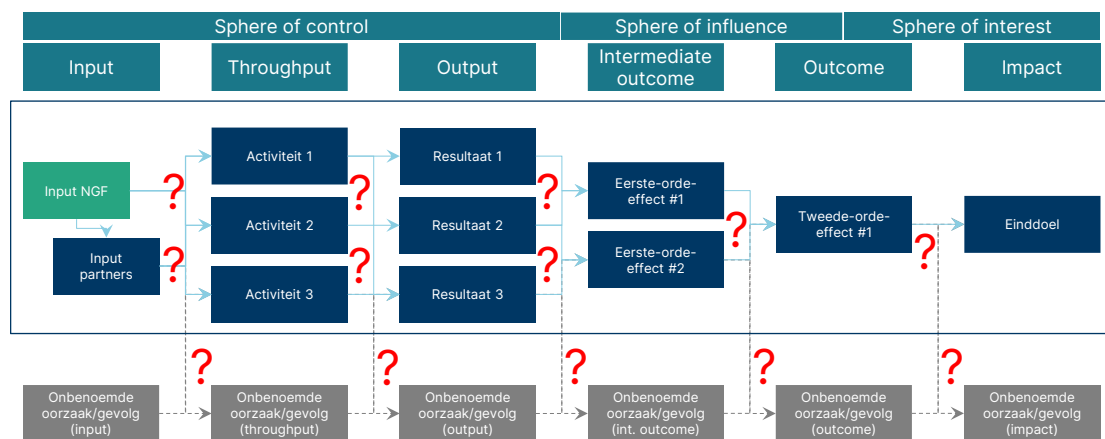 Sphere of control
Sphere of influence
Sphere of interest
Input
Throughput
Output
Intermediate
outcome
Outcome
Impact
Input NGF
Input
partners
Activiteit 1
Activiteit 2
Activiteit 3
Resultaat 1
Resultaat 2
Resultaat 3
Eerste-orde-
effect #1
Eerste-orde-
effect #2
Tweede-orde-
effect #1
Einddoel
?
?
?
?
?
?
?
?
?
?
?
?
?
Onbenoemde
oorzaak/gevolg
(input)
Onbenoemde
oorzaak/gevolg
(throughput)
Onbenoemde
oorzaak/gevolg
(output)
Onbenoemde
oorzaak/gevolg
(int. outcome)
Onbenoemde
oorzaak/gevolg
(outcome)
Onbenoemde
oorzaak/gevolg
(impact)